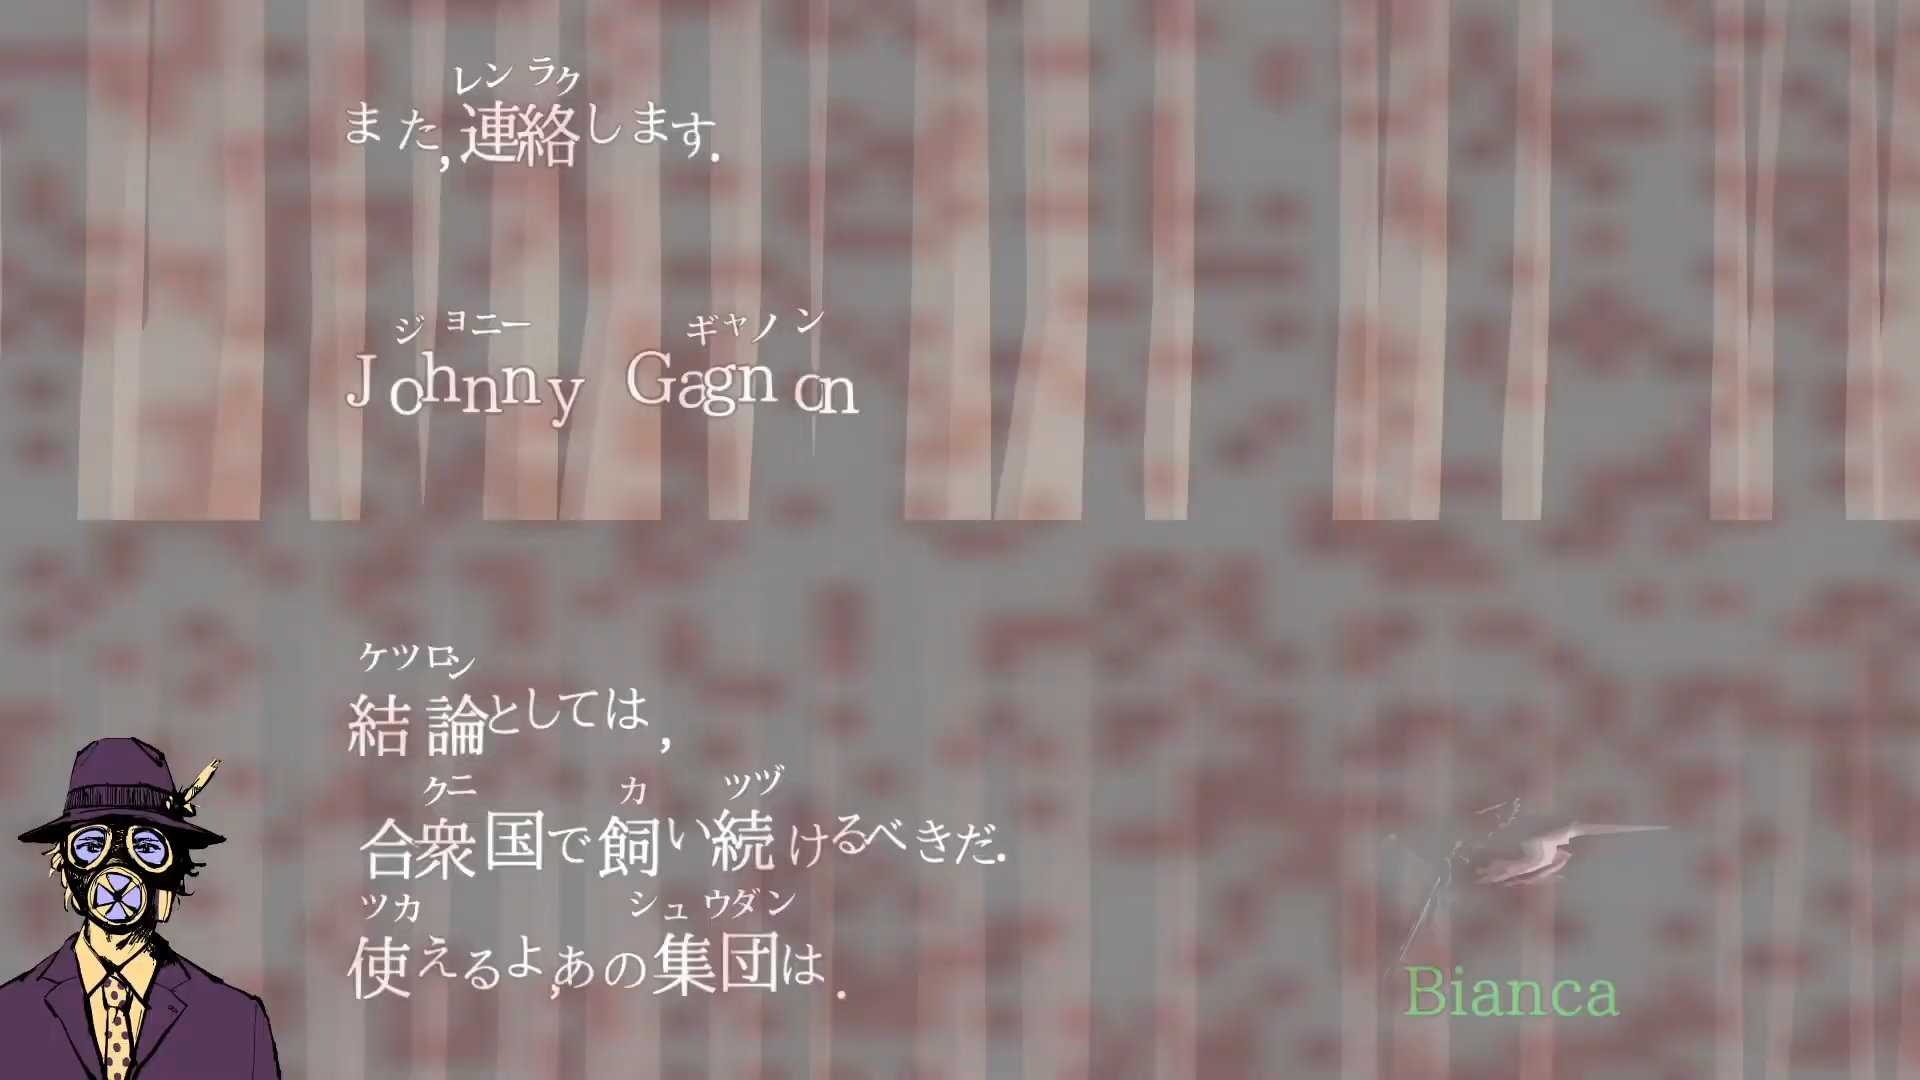 レンラク
また,連絡します.
ジョニー ギャノン
Johnny Gagnon
ケツロン
結論としては,
クニ カ ツヅ
合衆国で飼い続けるべきだ.
ツカ シュウダン
使えるよ,あの集団は.
Bianca